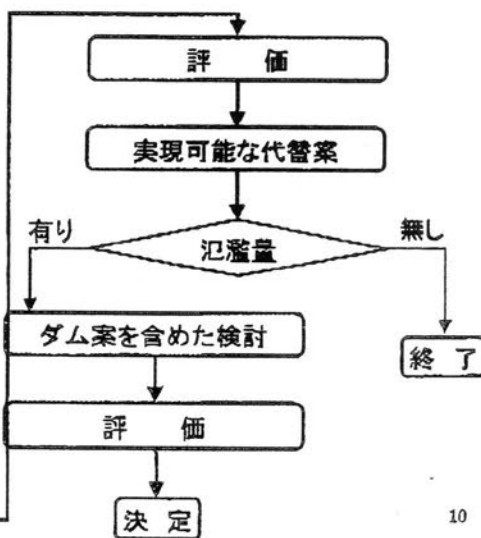 評　価
実現可能な代替案
有り
氾濫量
無し
ダム案を含めた検討
終　了
評　価
決　定
10